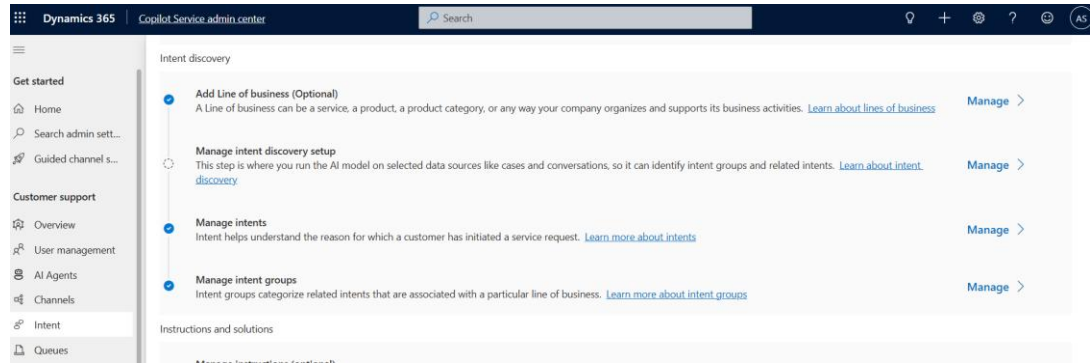 Dynamics 365 Copilot Service admin center Search AS
Intent discovery
Get started
Home
Search admin sett...
Guided channel s...
Customer support
Overview
User management
AI Agents
Channels
Intent
Queues
Add Line of business (Optional)
A Line of business can be a service, a product, a product category, or any way your company organizes and supports its business activities. Learn about lines of business
Manage
Manage intent discovery setup
This step is where you run the AI model on selected data sources like cases and conversations, so it can identify intent groups and related intents. Learn about intent
discovery
Manage
Manage intents
Intent helps understand the reason for which a customer has initiated a service request. Learn more about intents
Manage
Manage intent groups
Intent groups categorize related intents that are associated with a particular line of business. Learn more about intent groups
Manage
Instructions and solutions
Manage instructions (optional)